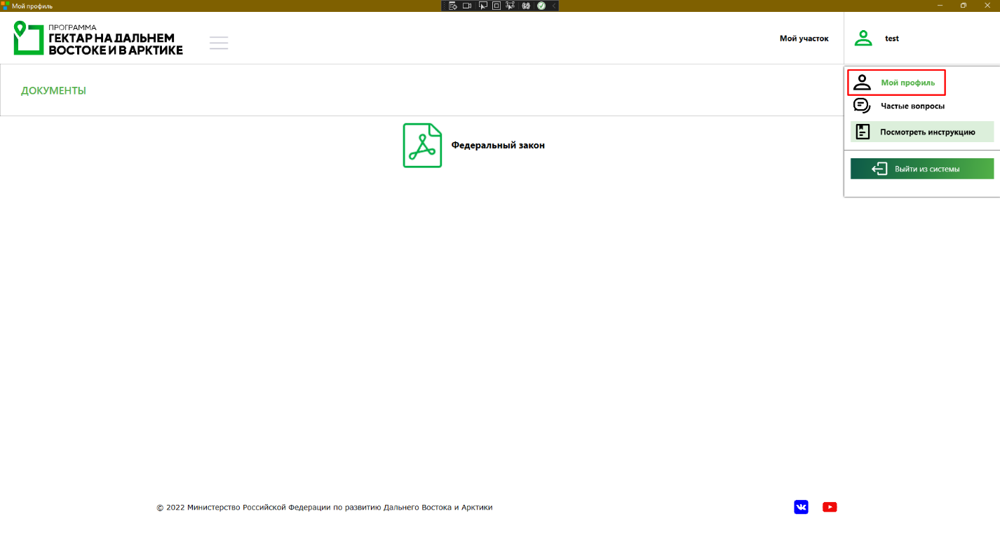 Мой профиль
ПРОГРАММА
ГЕКТАР НА ДАЛЬНЕМ
ВОСТОКЕ И В АРКТИКЕ
Мой участок
test
ДОКУМЕНТЫ
Мой профиль
Частые вопросы
Посмотреть инструкцию
Выйти из системы
Федеральный закон
© 2022 Министерство Российской Федерации по развитию Дальнего Востока и Арктики